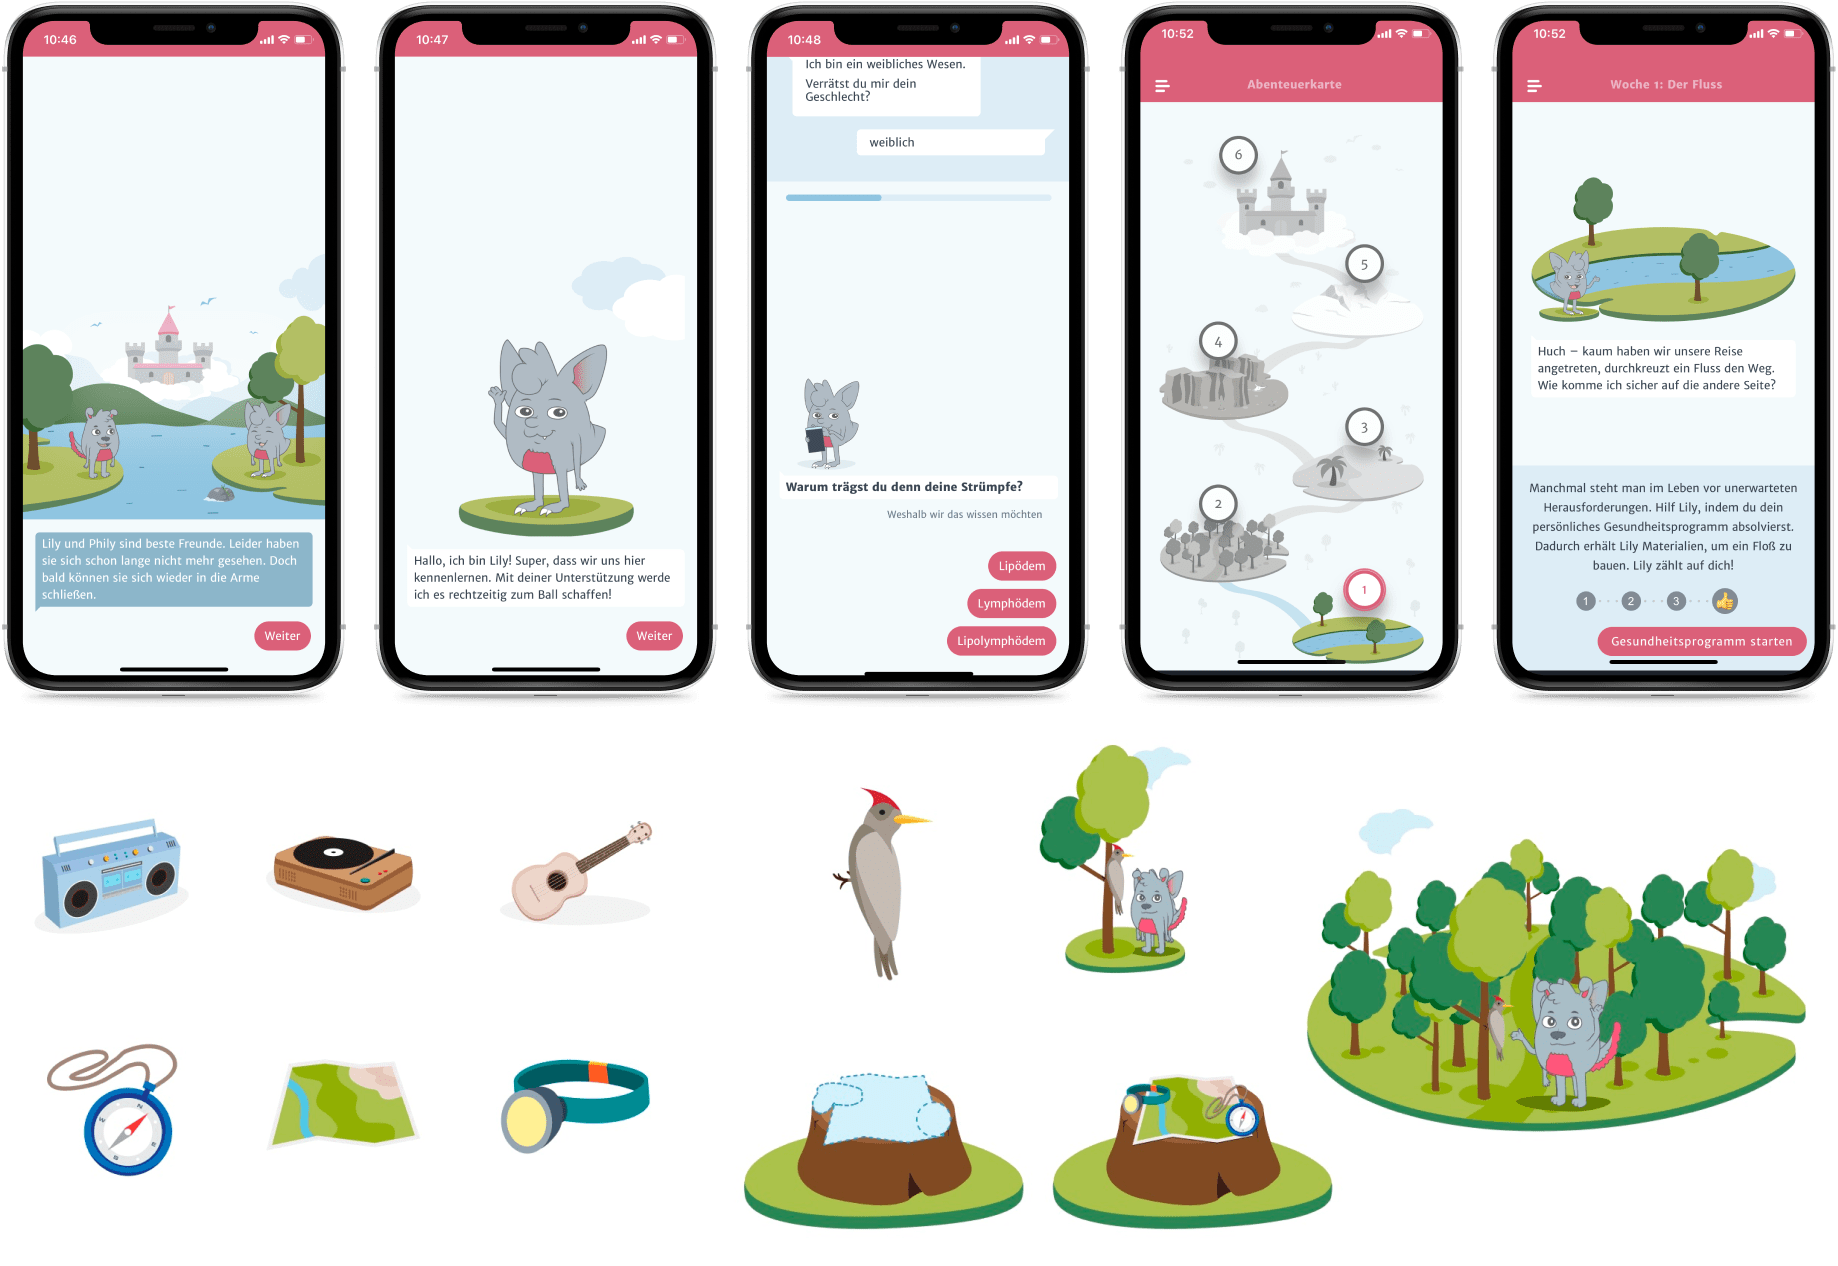 10:46
Lily und Phily sind beste Freunde. Leider haben
sie sich schon lange nicht mehr gesehen. Doch
bald können sie sich wieder in die Arme
schließen.
Weiter
10:47
Hallo, ich bin Lily! Super, dass wir uns hier
kennenlernen. Mit deiner Unterstützung werde
ich es rechtzeitig zum Ball schaffen!
Weiter
10:48
Ich bin ein weibliches Wesen.
Verrätst du mir dein
Geschlecht?
weiblich
Warum trägst du denn deine Strümpfe?
Weshalb wir das wissen möchten
Lipödem
Lymphödem
Lipolymphödem
10:52
Abenteuerkarte
6
5
4
3
2
1
10:52
Woche 1: Der Fluss
Huch – kaum haben wir unsere Reise
angetreten, durchkreuzt ein Fluss den Weg.
Wie komme ich sicher auf die andere Seite?
Manchmal steht man im Leben vor unerwarteten
Herausforderungen. Hilf Lily, indem du dein
persönliches Gesundheitsprogramm absolvierst.
Dadurch erhält Lily Materialien, um ein Floß zu
bauen. Lily zählt auf dich!
1 2 3
Gesundheitsprogramm starten